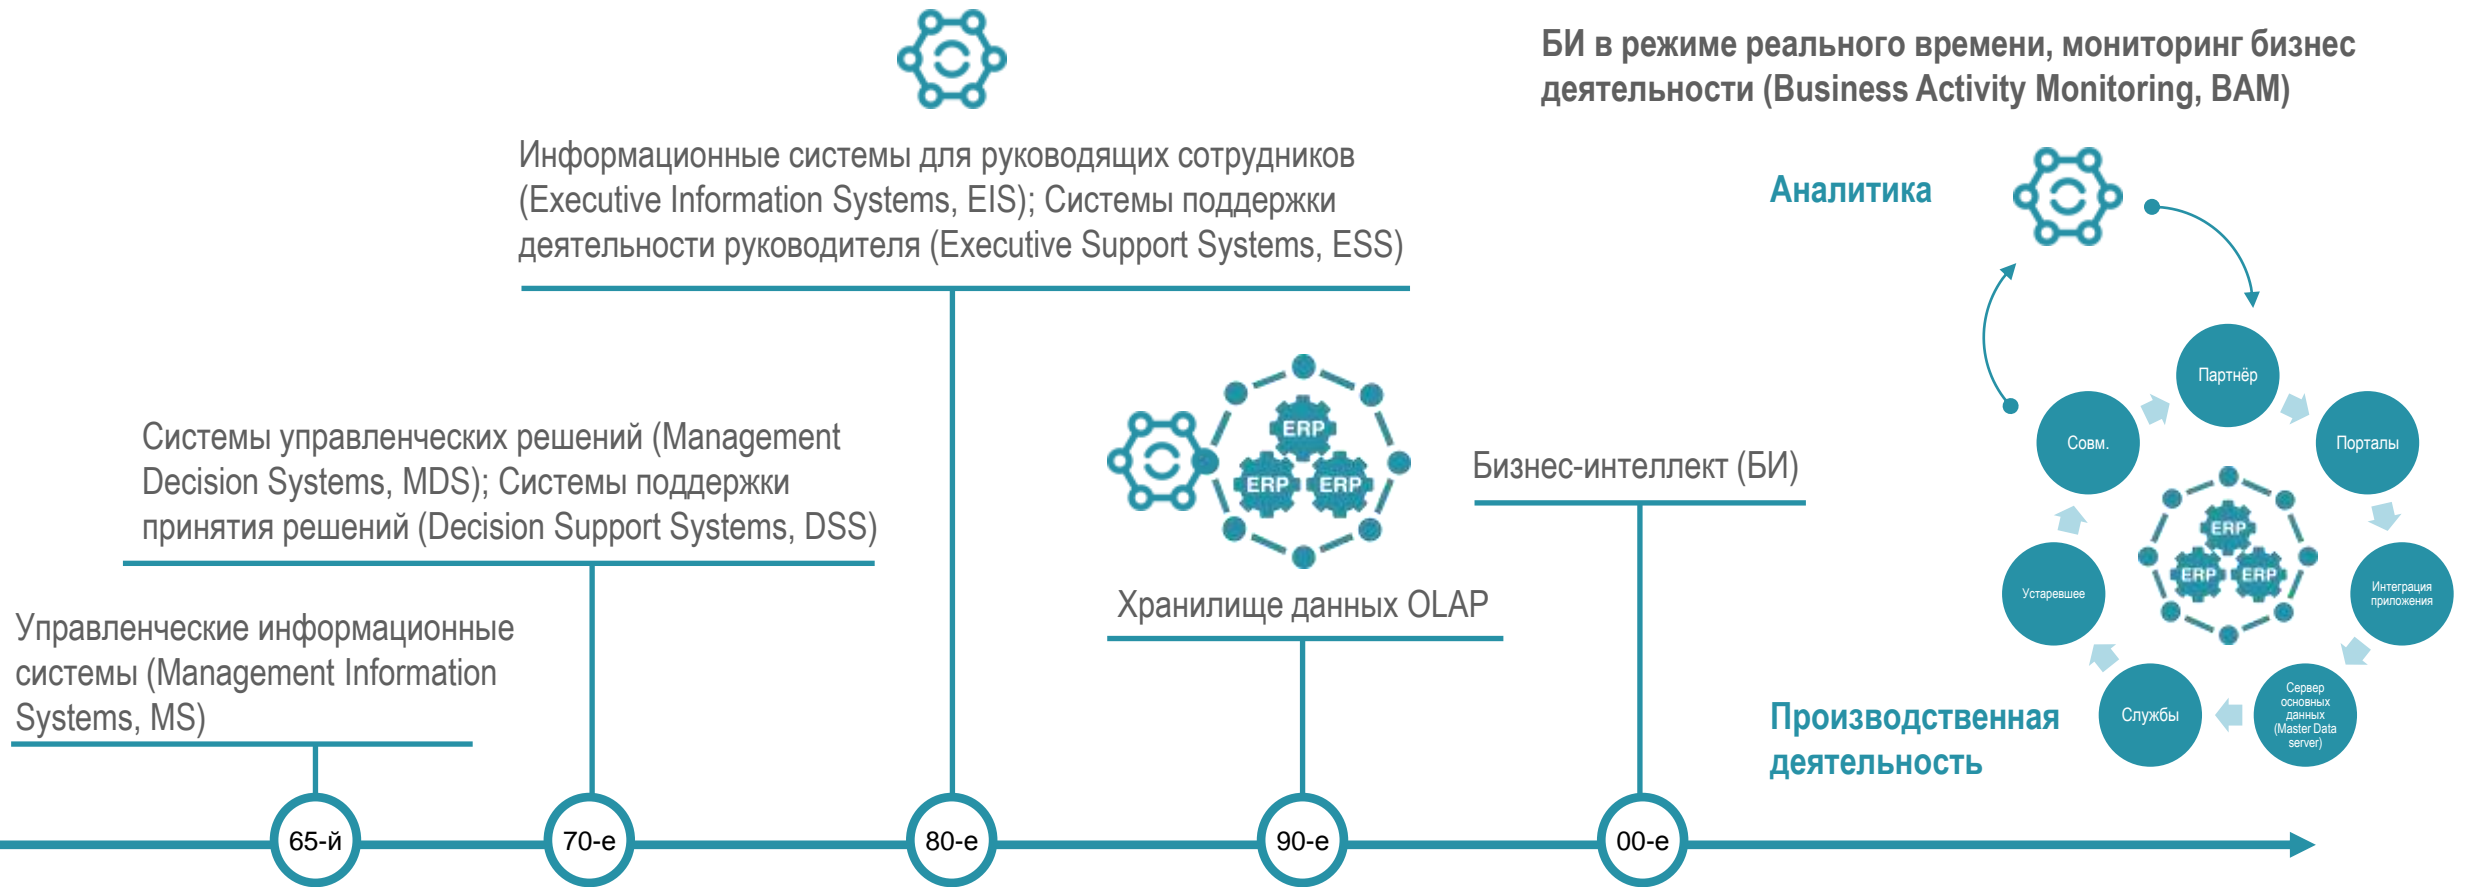 БИ в режиме реального времени, мониторинг бизнес
деятельности (Business Activity Monitoring, BAM)
Информационные системы для руководящих сотрудников
(Executive Information Systems, EIS); Системы поддержки
деятельности руководителя (Executive Support Systems, ESS)
Аналитика
Системы управленческих решений (Management
Decision Systems, MDS); Системы поддержки
принятия решений (Decision Support Systems, DSS)
ERP
ERP
ERP
Бизнес-интеллект (БИ)
Хранилище данных OLAP
Управленческие информационные
системы (Management Information
Systems, MS)
Партнёр
Порталы
Интеграция
приложения
Сервер
основных
данных
(Master Data
server)
Службы
Устаревшее
Совм.
ERP
ERP
ERP
Производственная
деятельность
65-й
70-е
80-е
90-е
00-е